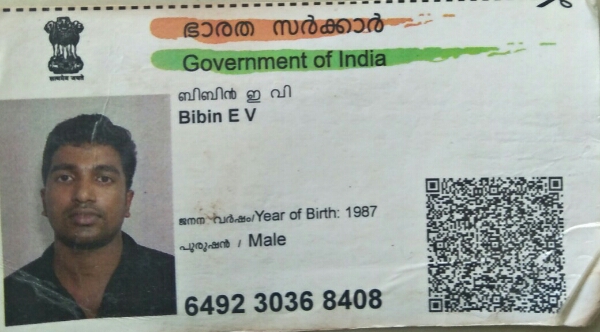 ഭാരത സർക്കാർ
Government of India
ബിബിൻ ഇ വി
Bibin E V
ജനന വർഷം/Year of Birth: 1987
പുരുഷൻ / Male
6492 3036 8408